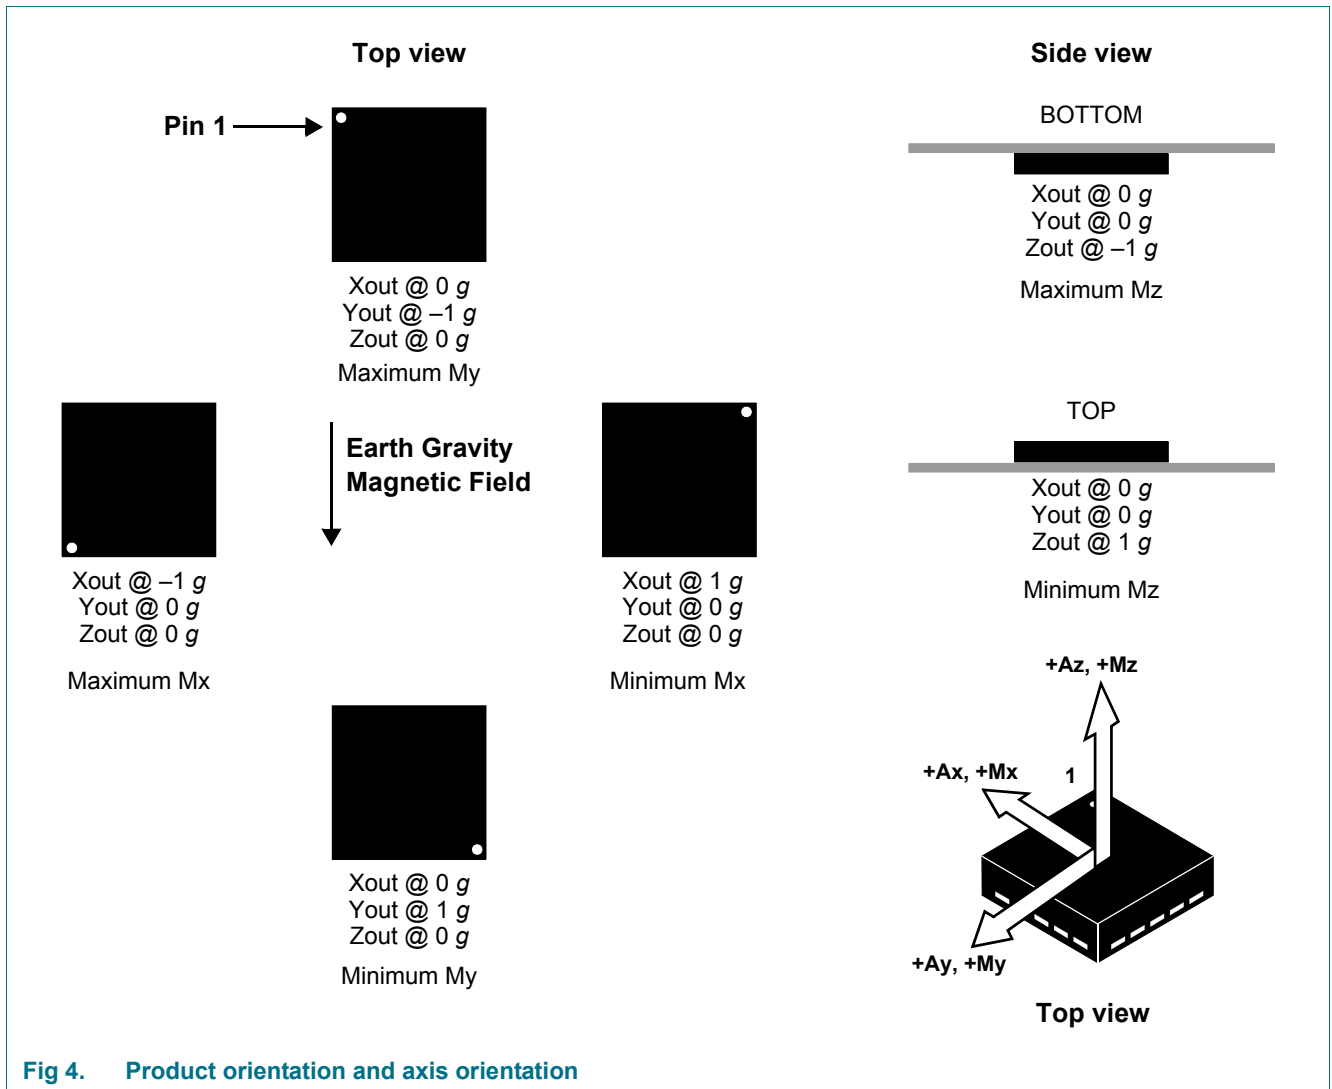 Top view
Pin 1
Xout @ 0 g
Yout @ –1 g
Zout @ 0 g
Maximum My
Earth Gravity
Magnetic Field
Xout @ –1 g
Yout @ 0 g
Zout @ 0 g
Maximum Mx
Xout @ 1 g
Yout @ 0 g
Zout @ 0 g
Minimum Mx
Xout @ 0 g
Yout @ 1 g
Zout @ 0 g
Minimum My
Side view
BOTTOM
Xout @ 0 g
Yout @ 0 g
Zout @ –1 g
Maximum Mz
TOP
Xout @ 0 g
Yout @ 0 g
Zout @ 1 g
Minimum Mz
+Az, +Mz
+Ax, +Mx
1
+Ay, +My
Top view
Fig 4. Product orientation and axis orientation